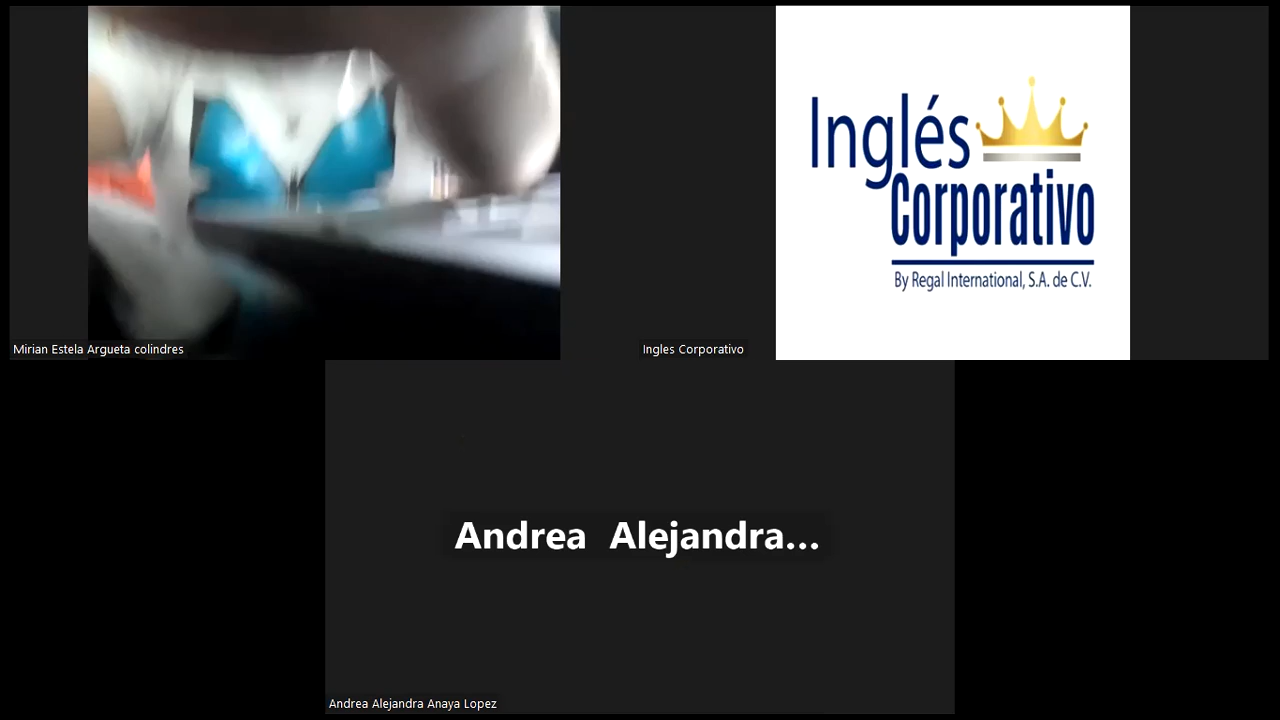 Inglés
Corporativo
By Regal International, S.A. de C.V.
Mirian Estela Argueta colindres
Ingles Corporativo
Andrea Alejandra...
Andrea Alejandra Anaya Lopez